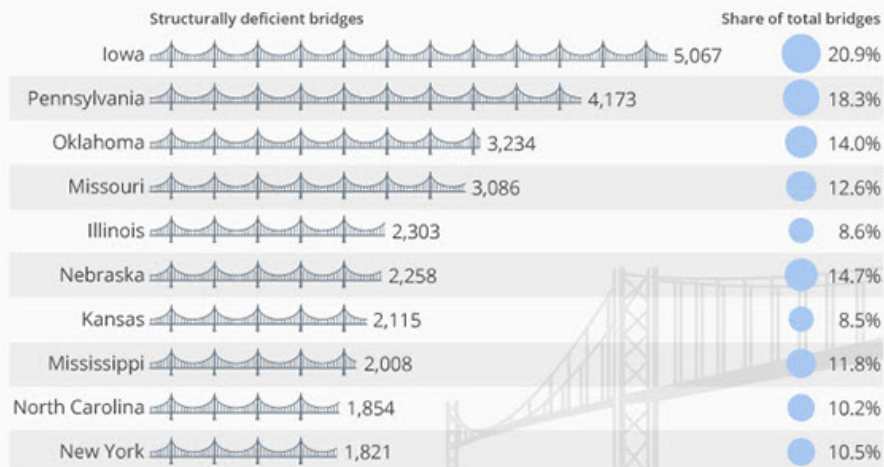 Structurally deficient bridges Share of total bridges
Iowa 5,067 20.9%
Pennsylvania 4,173 18.3%
Oklahoma 3,234 14.0%
Missouri 3,086 12.6%
Illinois 2,303 8.6%
Nebraska 2,258 14.7%
Kansas 2,115 8.5%
Mississippi 2,008 11.8%
North Carolina 1,854 10.2%
New York 1,821 10.5%